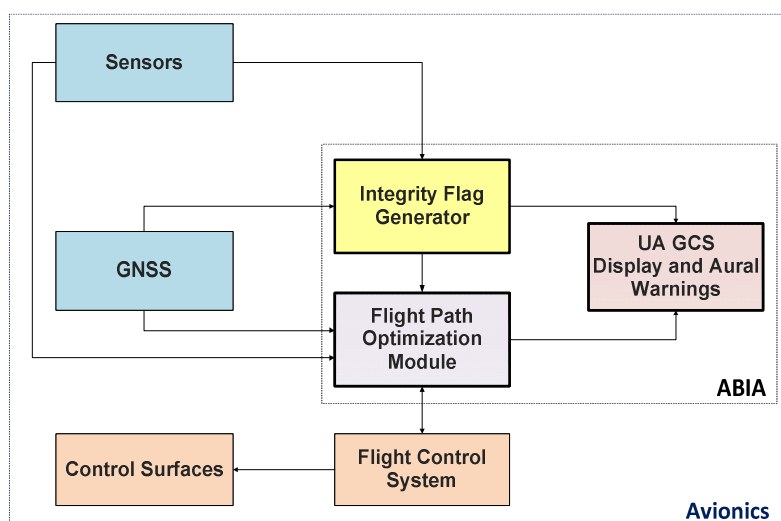 Sensors
Integrity Flag
Generator
GNSS
UA GCS
Display and Aural
Warnings
Flight Path
Optimization
Module
ABIA
Control Surfaces
Flight Control
System
Avionics